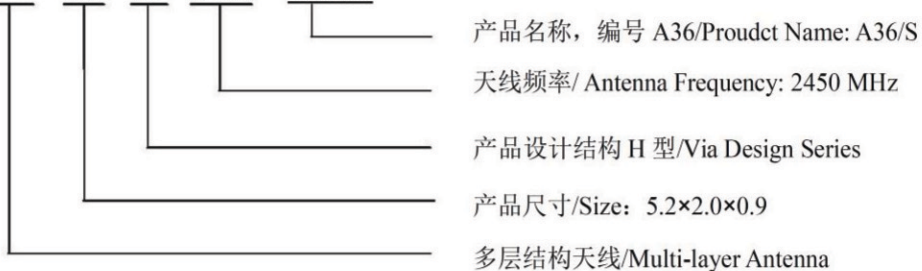 产品名称，编号 A36/Proudct Name: A36/S
天线频率/ Antenna Frequency: 2450 MHz
产品设计结构 H 型/Via Design Series
产品尺寸/Size：5.2×2.0×0.9
多层结构天线/Multi-layer Antenna